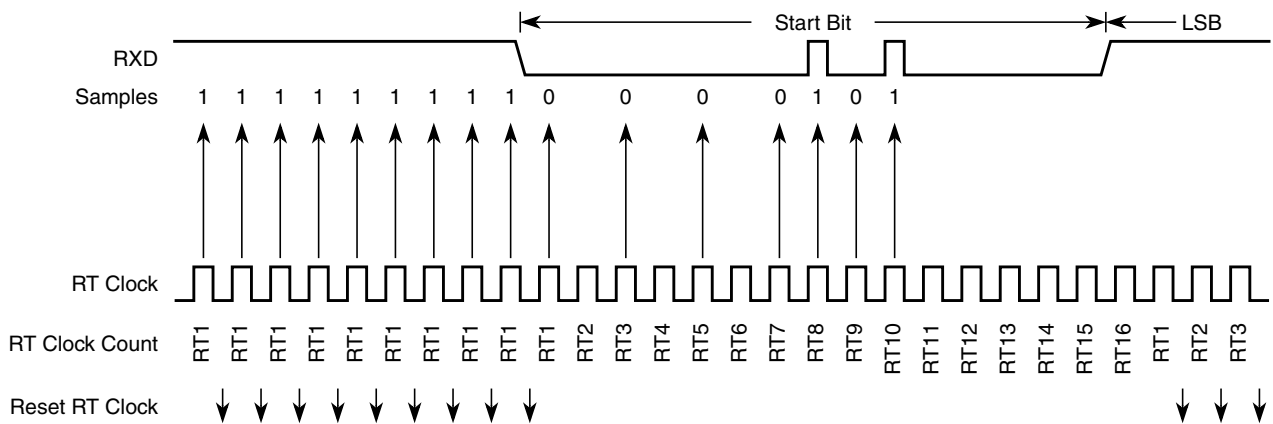 Start Bit LSB
RXD
Samples 1 1 1 1 1 1 1 1 1 0 0 0 0 1 0 1
RT Clock
RT Clock Count RT1 RT1 RT1 RT1 RT1 RT1 RT1 RT1 RT1 RT1 RT2 RT3 RT4 RT5 RT6 RT7 RT8 RT9 RT10 RT11 RT12 RT13 RT14 RT15 RT16 RT1 RT2 RT3
Reset RT Clock